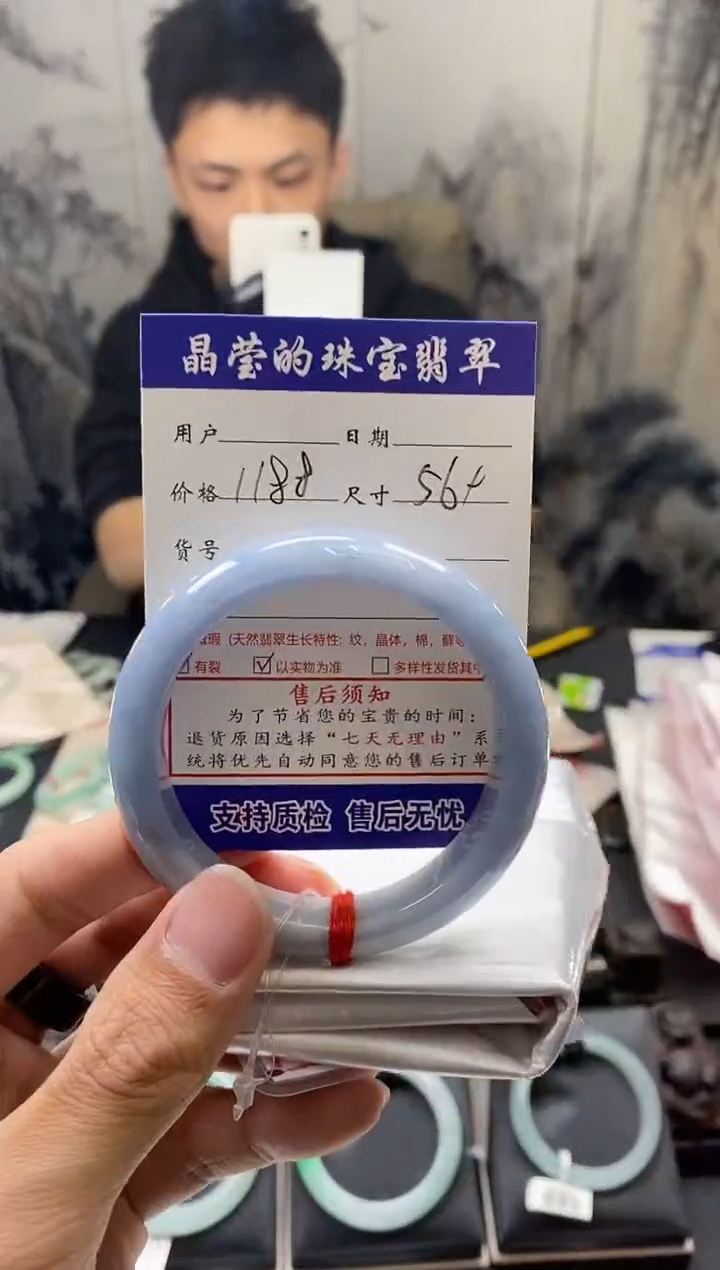 晶莹的珠宝翡翠
用户 日期
价格 1188 尺寸 56+
货号
瑕 (天然翡翠生长特性: 纹, 晶体, 棉, 藓
有裂 ☑以实物为准 □多样性发货其中
售后须知
为了节省您的宝贵的时间:
退货原因选择“七天无理由”系
统将优先自动同意您的售后订单
支持质检 售后无忧